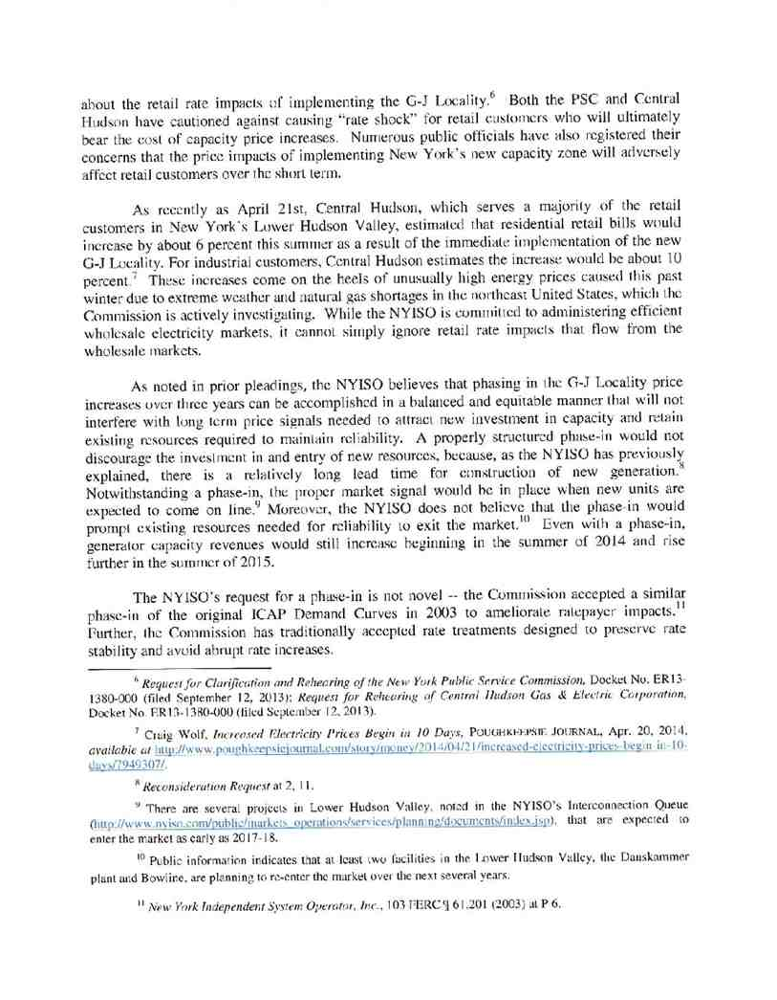 about the retail rate impacts of implementing the G-J Locality.6 Both the PSC and Central
Hudson have cautioned against causing “rate shock” for retail customers who will ultimately
bear the cost of capacity price increases. Numerous public officials have also registered their
concerns that the price impacts of implementing New York's new capacity zone will adversely
affect retail customers over the short term.
As recently as April 21st, Central Hudson, which serves a majority of the retail
customers in New York's Lower Hudson Valley, estimated that residential retail bills would
increase by about 6 percent this summer as a result of the immediate implementation of the new
G-J Locality. For industrial customers, Central Hudson estimates the increase would be about 10
percent.7 These increases come on the heels of unusually high energy prices caused this past
winter due to extreme weather and natural gas shortages in the northeast United States, which the
Commission is actively investigating. While the NYISO is committed to administering efficient
wholesale electricity markets, it cannot simply ignore retail rate impacts that flow from the
wholesale markets.
As noted in prior pleadings, the NYISO believes that phasing in the G-J Locality price
increases over three years can be accomplished in a balanced and equitable manner that will not
interfere with long term price signals needed to attract new investment in capacity and retain
existing resources required to maintain reliability. A properly structured phase-in would not
discourage the investment in and entry of new resources, because, as the NYISO has previously
explained, there is a relatively long lead time for construction of new generation.8
Notwithstanding a phase-in, the proper market signal would be in place when new units are
expected to come on line.9 Moreover, the NYISO does not believe that the phase-in would
prompt existing resources needed for reliability to exit the market.10 Even with a phase-in,
generator capacity revenues would still increase beginning in the summer of 2014 and rise
further in the summer of 2015.
The NYISO's request for a phase-in is not novel -- the Commission accepted a similar
phase-in of the original ICAP Demand Curves in 2003 to ameliorate ratepayer impacts.11
Further, the Commission has traditionally accepted rate treatments designed to preserve rate
stability and avoid abrupt rate increases.
6 Request for Clarification and Rehearing of the New York Public Service Commission, Docket No. ER13-
1380-000 (filed September 12, 2013); Request for Rehearing of Central Hudson Gas & Electric Corporation,
Docket No. ER13-1380-000 (filed September 12, 2013).
7 Craig Wolf, Increased Electricity Prices Begin in 10 Days, POUGHKEEPSIE JOURNAL, Apr. 20, 2014,
available at http://www.poughkeepsiejournal.com/story/money/2014/04/21/increased-electricity-prices-begin-in-10-
days/7949307/.
8 Reconsideration Request at 2, 11.
9 There are several projects in Lower Hudson Valley, noted in the NYISO's Interconnection Queue
(http://www.nyiso.com/public/markets_operations/services/planning/documents/index.jsp), that are expected to
enter the market as early as 2017-18.
10 Public information indicates that at least two facilities in the Lower Hudson Valley, the Danskammer
plant and Bowline, are planning to re-enter the market over the next several years.
11 New York Independent System Operator, Inc., 103 FERC ¶ 61,201 (2003) at P 6.